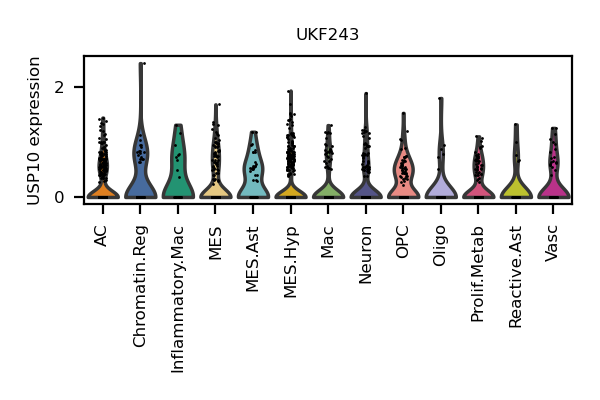 UKF243
USP10 expression
2
0
AC
Chromatin.Reg
Inflammatory.Mac
MES
MES.Ast
MES.Hyp
Mac
Neuron
OPC
Oligo
Prolif.Metab
Reactive.Ast
Vasc